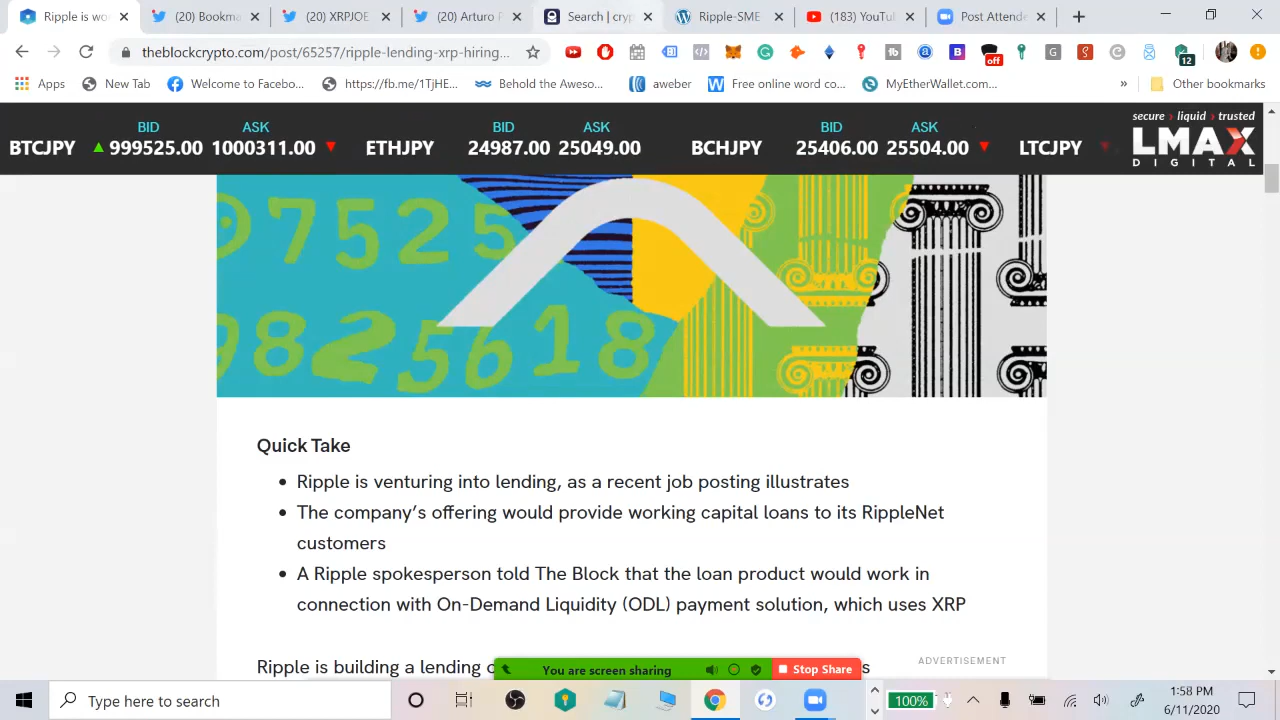 Ripple is wo
(20) Bookma
(20) XRPJOE
(20) Arturo P
Search | cryp
Ripple-SME
(183) YouTul
Post Attende
theblockcrypto.com/post/65257/ripple-lending-xrp-hiring...
off
12
Apps
New Tab
Welcome to Facebo...
https://fb.me/1TjHE...
Behold the Aweso...
aweber
Free online word co...
MyEtherWallet.com...
»
Other bookmarks
BTCJPY
BID
999525.00
ASK
1000311.00
ETHJPY
BID
24987.00
ASK
25049.00
BCHJPY
BID
25406.00
ASK
25504.00
LTCJPY
secure › liquid › trusted
LMAX
DIGITAL
07525
9825618
Quick Take
Ripple is venturing into lending, as a recent job posting illustrates
The company’s offering would provide working capital loans to its RippleNet
customers
A Ripple spokesperson told The Block that the loan product would work in
connection with On-Demand Liquidity (ODL) payment solution, which uses XRP
ADVERTISEMENT
Ripple is building a lending
You are screen sharing
Stop Share
Type here to search
100%
1:58 PM
6/11/2020